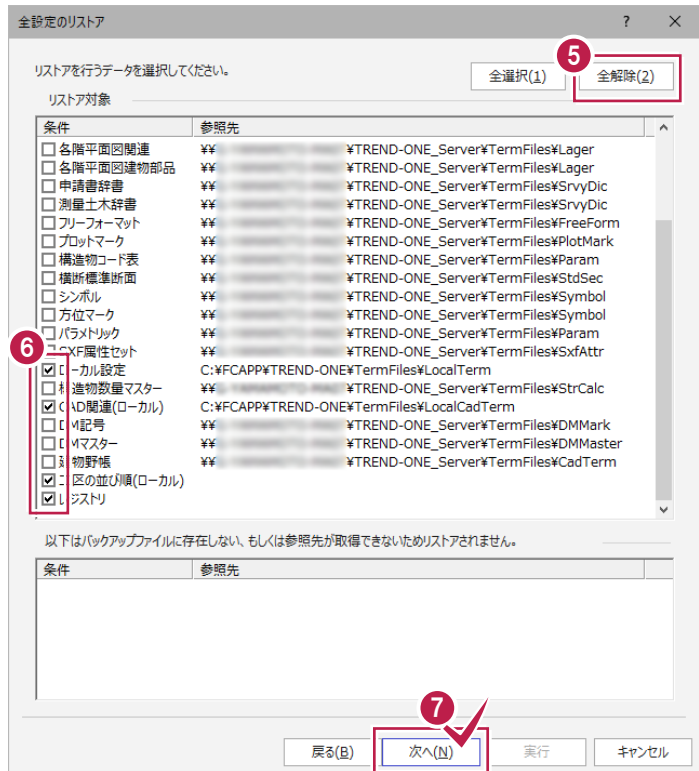 全設定のリストア ? ×
リストアを行うデータを選択してください。 全選択(1) 5 全解除(2)
リストア対象
条件 参照先
各階平面図関連 ¥¥ ¥TREND-ONE_Server¥TermFiles¥Lager
各階平面図建物部品 ¥¥ ¥TREND-ONE_Server¥TermFiles¥Lager
申請書辞書 ¥¥ ¥TREND-ONE_Server¥TermFiles¥SrvyDic
測量土木辞書 ¥¥ ¥TREND-ONE_Server¥TermFiles¥SrvyDic
フリーフォーマット ¥¥ ¥TREND-ONE_Server¥TermFiles¥FreeForm
プロットマーク ¥¥ ¥TREND-ONE_Server¥TermFiles¥PlotMark
構造物コード表 ¥¥ ¥TREND-ONE_Server¥TermFiles¥Param
横断標準断面 ¥¥ ¥TREND-ONE_Server¥TermFiles¥StdSec
シンボル ¥¥ ¥TREND-ONE_Server¥TermFiles¥Symbol
方位マーク ¥¥ ¥TREND-ONE_Server¥TermFiles¥Symbol
パラメトリック ¥¥ ¥TREND-ONE_Server¥TermFiles¥Param
6 SXF属性セット ¥¥ ¥TREND-ONE_Server¥TermFiles¥SxfAttr
ローカル設定 C:¥FCAPP¥TREND-ONE¥TermFiles¥LocalTerm
構造物数量マスター ¥¥ ¥TREND-ONE_Server¥TermFiles¥StrCalc
CAD関連(ローカル) C:¥FCAPP¥TREND-ONE¥TermFiles¥LocalCadTerm
DM記号 ¥¥ ¥TREND-ONE_Server¥TermFiles¥DMMark
DMマスター ¥¥ ¥TREND-ONE_Server¥TermFiles¥DMMaster
建物野帳 ¥¥ ¥TREND-ONE_Server¥TermFiles¥CadTerm
工区の並び順(ローカル)
レジストリ
以下はバックアップファイルに存在しない、もしくは参照先が取得できないためリストアされません。
条件 参照先
7
戻る(B) 次へ(N) 実行 キャンセル